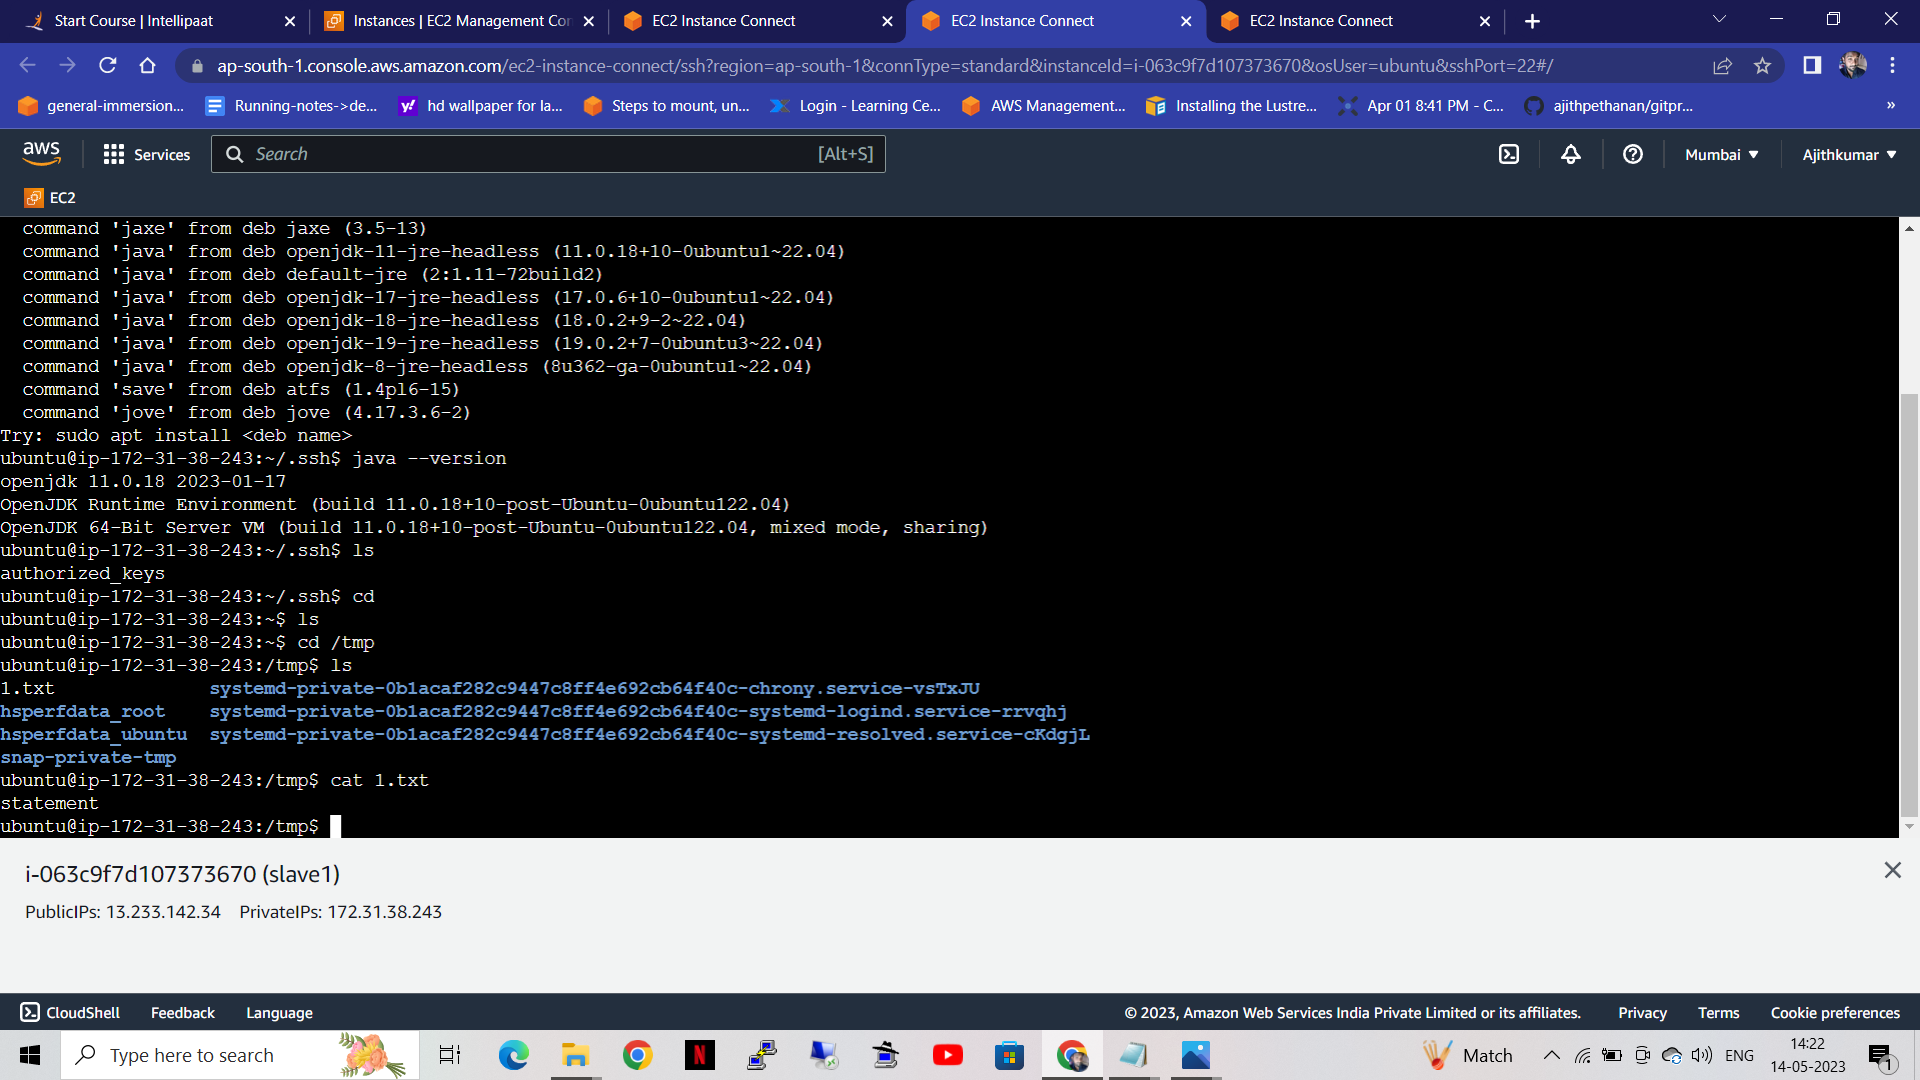 Start Course | Intellipaat
Instances | EC2 Management Con
EC2 Instance Connect
EC2 Instance Connect
EC2 Instance Connect
ap-south-1.console.aws.amazon.com/ec2-instance-connect/ssh?region=ap-south-1&connType=standard&instanceId=i-063c9f7d107373670&osUser=ubuntu&sshPort=22#/
general-immersion...
Running-notes->de...
hd wallpaper for la...
Steps to mount, un...
Login - Learning Ce...
AWS Management...
Installing the Lustre...
Apr 01 8:41 PM - C...
ajithpethanan/gitpr...
»
aws
Services
Search
[Alt+S]
Mumbai
Ajithkumar
EC2
command 'jaxe' from deb jaxe (3.5-13)
command 'java' from deb openjdk-11-jre-headless (11.0.18+10-0ubuntu1~22.04)
command 'java' from deb default-jre (2:1.11-72build2)
command 'java' from deb openjdk-17-jre-headless (17.0.6+10-0ubuntu1~22.04)
command 'java' from deb openjdk-18-jre-headless (18.0.2+9-2~22.04)
command 'java' from deb openjdk-19-jre-headless (19.0.2+7-0ubuntu3~22.04)
command 'java' from deb openjdk-8-jre-headless (8u362-ga-0ubuntu1~22.04)
command 'save' from deb atfs (1.4pl6-15)
command 'jove' from deb jove (4.17.3.6-2)
Try: sudo apt install <deb name>
ubuntu@ip-172-31-38-243:~/.ssh$ java --version
openjdk 11.0.18 2023-01-17
OpenJDK Runtime Environment (build 11.0.18+10-post-Ubuntu-0ubuntu122.04)
OpenJDK 64-Bit Server VM (build 11.0.18+10-post-Ubuntu-0ubuntu122.04, mixed mode, sharing)
ubuntu@ip-172-31-38-243:~/.ssh$ ls
authorized_keys
ubuntu@ip-172-31-38-243:~/.ssh$ cd
ubuntu@ip-172-31-38-243:~$ ls
ubuntu@ip-172-31-38-243:~$ cd /tmp
ubuntu@ip-172-31-38-243:/tmp$ ls
1.txt systemd-private-0b1acaf282c9447c8ff4e692cb64f40c-chrony.service-vsTxJU
hsperfdata_root systemd-private-0b1acaf282c9447c8ff4e692cb64f40c-systemd-logind.service-rrvqhj
hsperfdata_ubuntu systemd-private-0b1acaf282c9447c8ff4e692cb64f40c-systemd-resolved.service-cKdgjL
snap-private-tmp
ubuntu@ip-172-31-38-243:/tmp$ cat 1.txt
statement
ubuntu@ip-172-31-38-243:/tmp$
i-063c9f7d107373670 (slave1)
PublicIPs: 13.233.142.34 PrivateIPs: 172.31.38.243
CloudShell
Feedback
Language
© 2023, Amazon Web Services India Private Limited or its affiliates.
Privacy
Terms
Cookie preferences
Type here to search
Match
ENG
14:22
14-05-2023
1